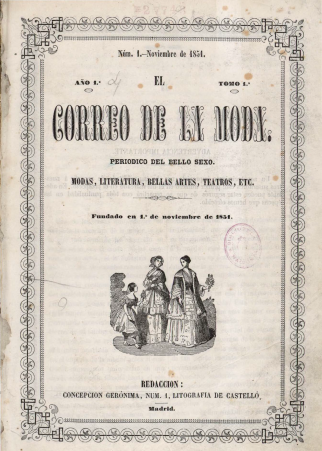 Núm. 1.—Noviembre de 1851.
AÑO 1.º
EL
TOMO 1.º
CORREO DE LA MODA.
PERIODICO DEL BELLO SEXO.
MODAS, LITERATURA, BELLAS ARTES, TEATROS, ETC.
Fundado en 1.º de noviembre de 1851.
REDACCION:
CONCEPCION GERÓNIMA, NUM. 1, LITOGRAFIA DE CASTELLÓ,
Madrid.